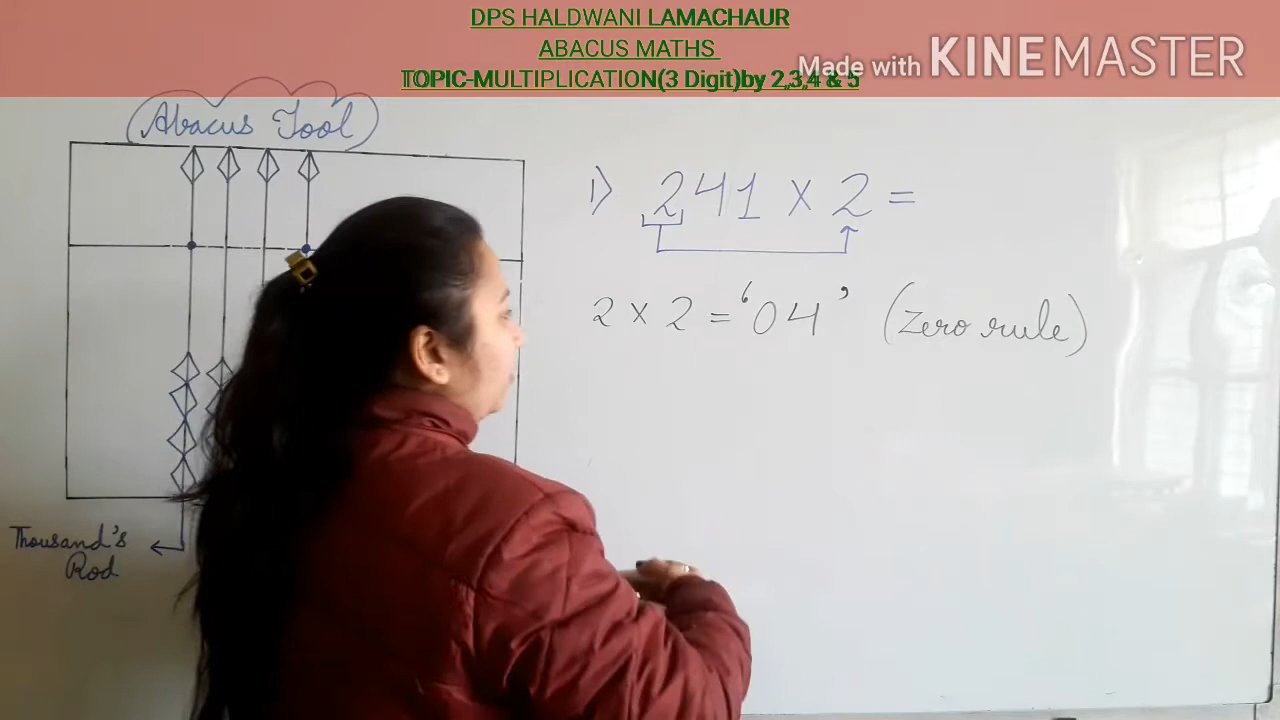 DPS HALDWANI LAMACHAUR
ABACUS MATHS
TOPIC-MULTIPLICATION(3 Digit)by 2,3,4 & 5
Made with KINEMASTER
Abacus Tool
1) 241 X 2 =
2 x 2 = '04' (Zero rule)
Thousand's
Rod